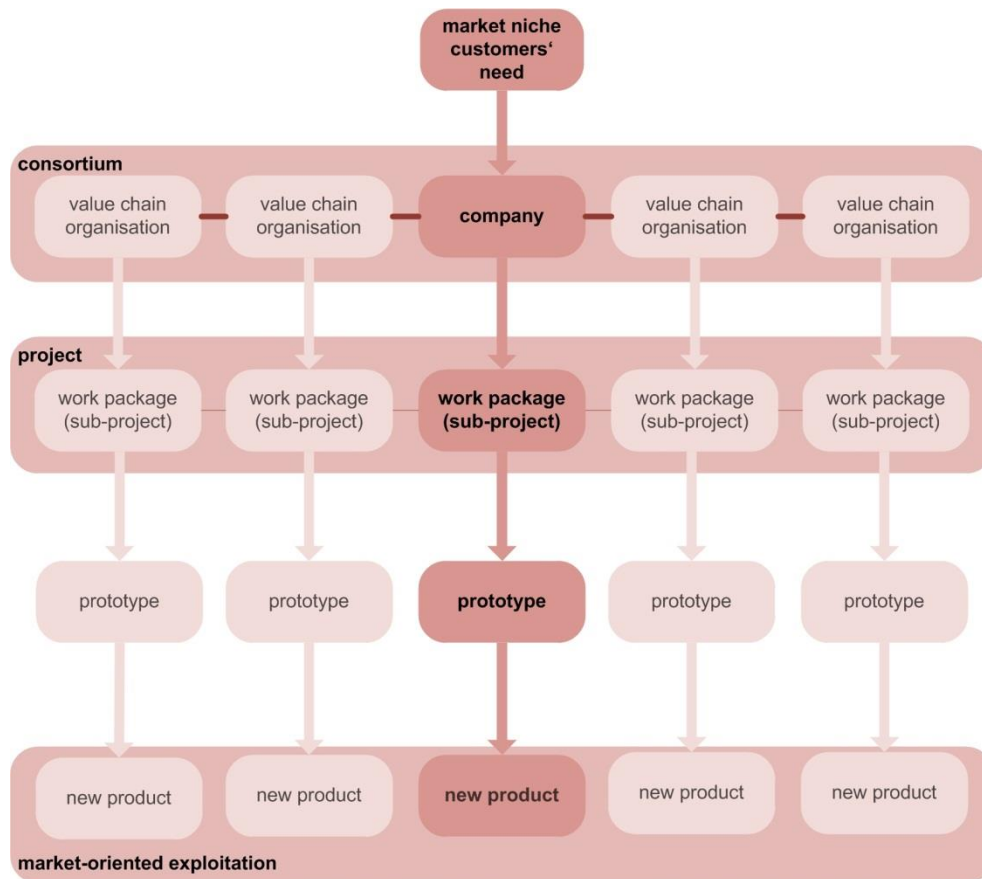 market niche
customers‘
need
consortium
value chain
organisation
value chain
organisation
company
value chain
organisation
value chain
organisation
project
work package
(sub-project)
work package
(sub-project)
work package
(sub-project)
work package
(sub-project)
work package
(sub-project)
prototype
prototype
prototype
prototype
prototype
new product
new product
new product
new product
new product
market-oriented exploitation